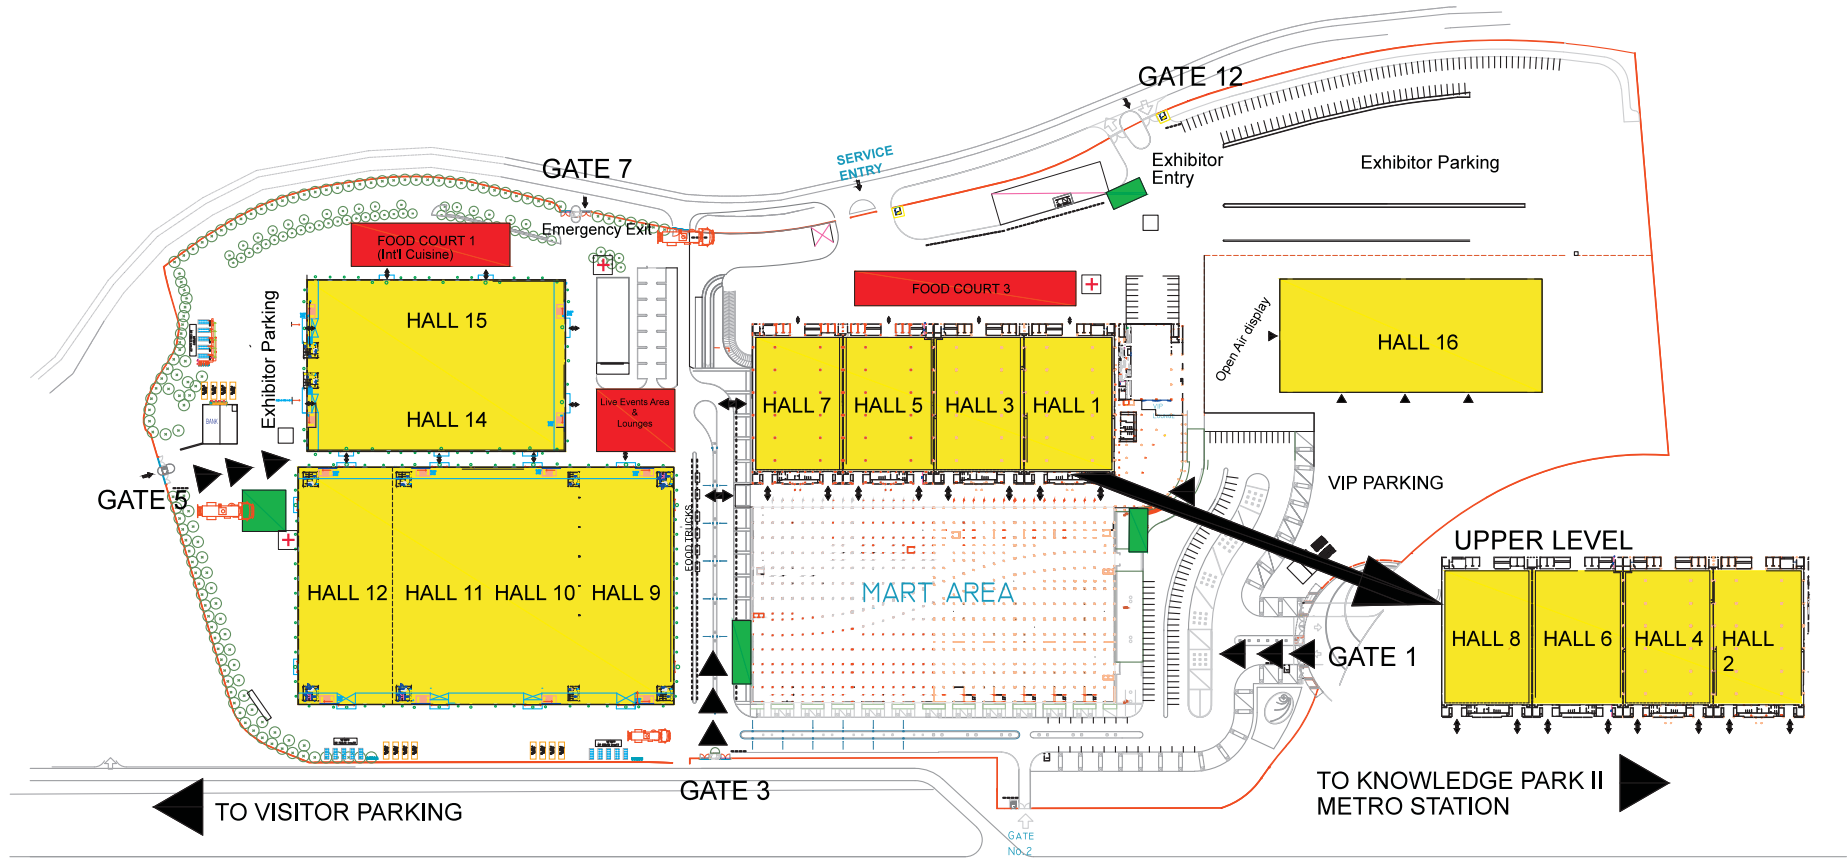 GATE 12
SERVICE
ENTRY
Exhibitor
Entry
Exhibitor Parking
GATE 7
Emergency Exit
FOOD COURT 1
(Int'l Cuisine)
FOOD COURT 3
HALL 15
HALL 14
Exhibitor Parking
Open Air display
HALL 16
Live Events Area
&
Lounges
HALL 7
HALL 5
HALL 3
HALL 1
BANK
GATE 5
VIP PARKING
FOOD TRUCKS
UPPER LEVEL
HALL 12
HALL 11
HALL 10
HALL 9
MART AREA
HALL 8
HALL 6
HALL 4
HALL
2
GATE 1
GATE 3
TO VISITOR PARKING
TO KNOWLEDGE PARK II
METRO STATION
GATE
No.2